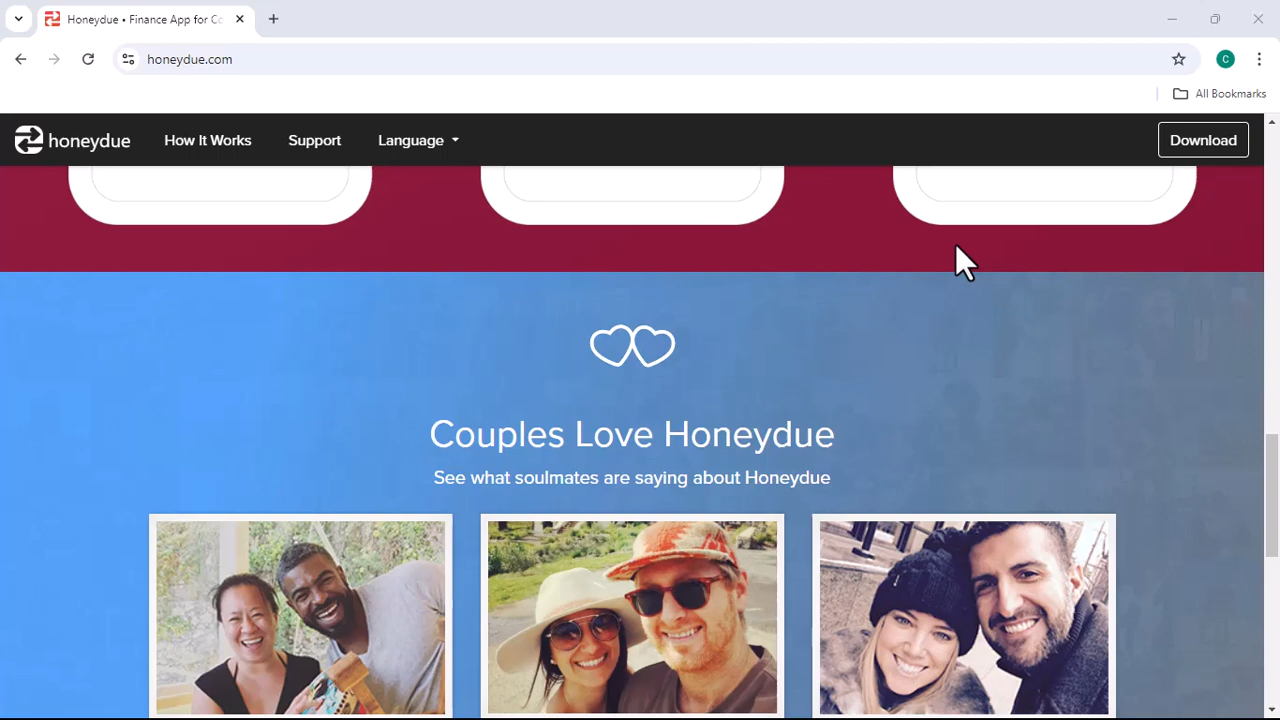 Honeydue • Finance App for Co
honeydue.com
C
All Bookmarks
honeydue
How It Works
Support
Language
Download
Couples Love Honeydue
See what soulmates are saying about Honeydue